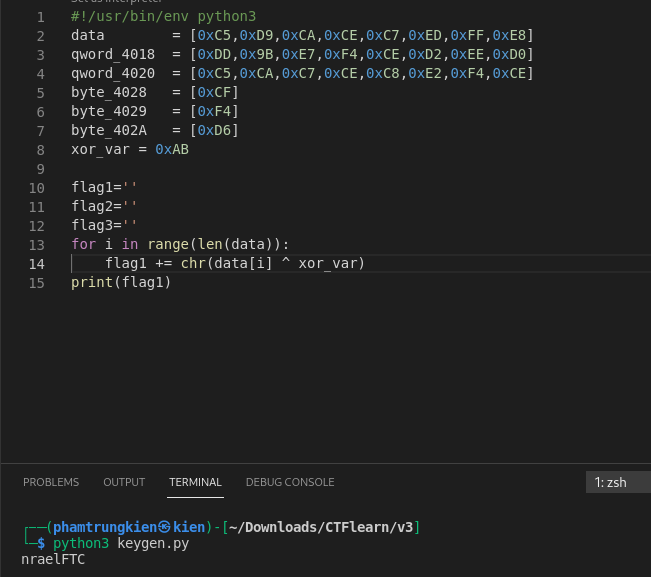 Set as interpreter
1 #!/usr/bin/env python3
2 data        = [0xC5,0xD9,0xCA,0xCE,0xC7,0xED,0xFF,0xE8]
3 qword_4018  = [0xDD,0x9B,0xE7,0xF4,0xCE,0xD2,0xEE,0xD0]
4 qword_4020  = [0xC5,0xCA,0xC7,0xCE,0xC8,0xE2,0xF4,0xCE]
5 byte_4028   = [0xCF]
6 byte_4029   = [0xF4]
7 byte_402A   = [0xD6]
8 xor_var = 0xAB
9
10 flag1=''
11 flag2=''
12 flag3=''
13 for i in range(len(data)):
14     flag1 += chr(data[i] ^ xor_var)
15 print(flag1)
PROBLEMS OUTPUT TERMINAL DEBUG CONSOLE 1: zsh
┌──(phamtrungkien㉿kien)-[~/Downloads/CTFlearn/v3]
└─$ python3 keygen.py
nraelFTC